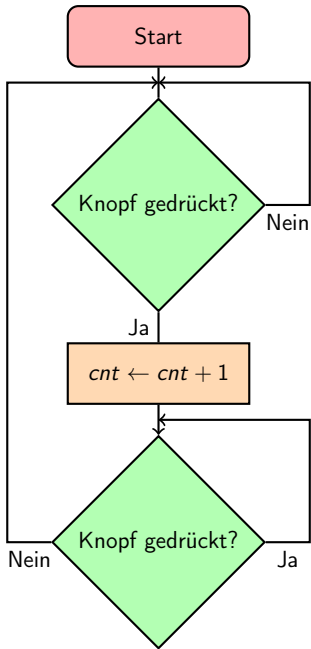 Start
Knopf gedrückt?
Nein
Ja
cnt ← cnt + 1
Knopf gedrückt?
Nein
Ja